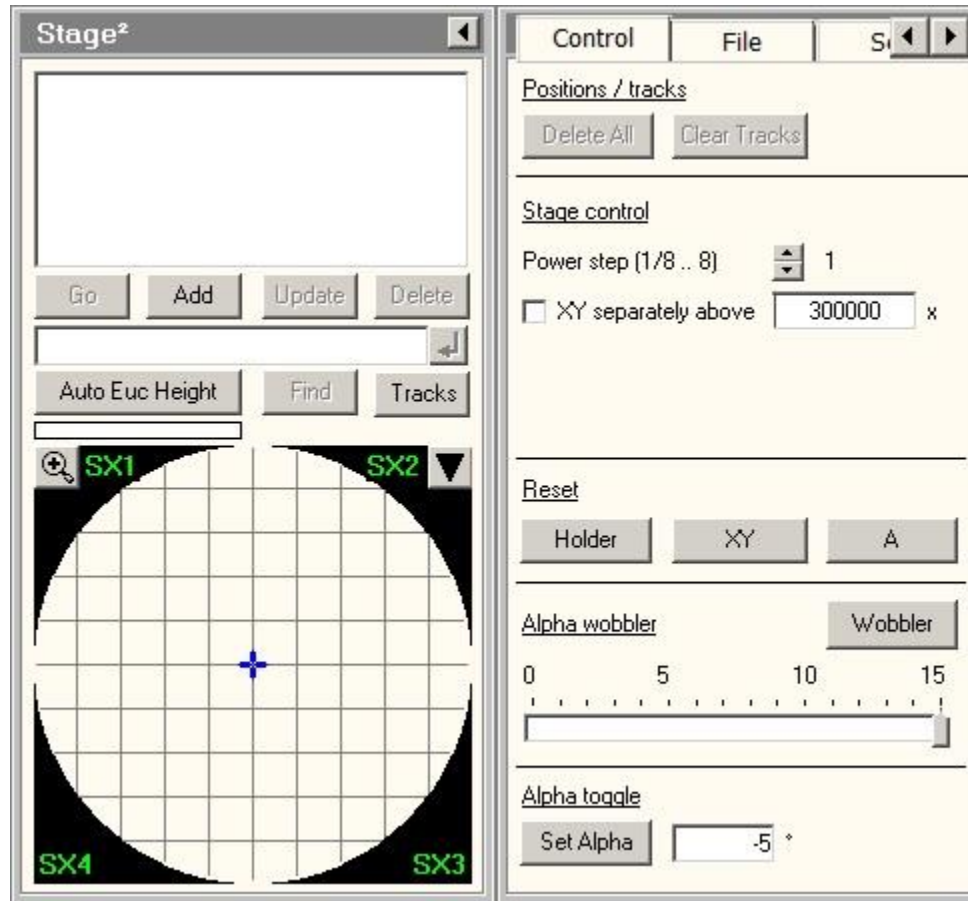 Stage²
Go Add Update Delete
Auto Euc Height Find Tracks
SX1 SX2
SX4 SX3
Control File
Positions / tracks
Delete All Clear Tracks
Stage control
Power step (1/8 .. 8) 1
XY separately above 300000 x
Reset
Holder XY A
Alpha wobbler Wobbler
0 5 10 15
Alpha toggle
Set Alpha -5 °